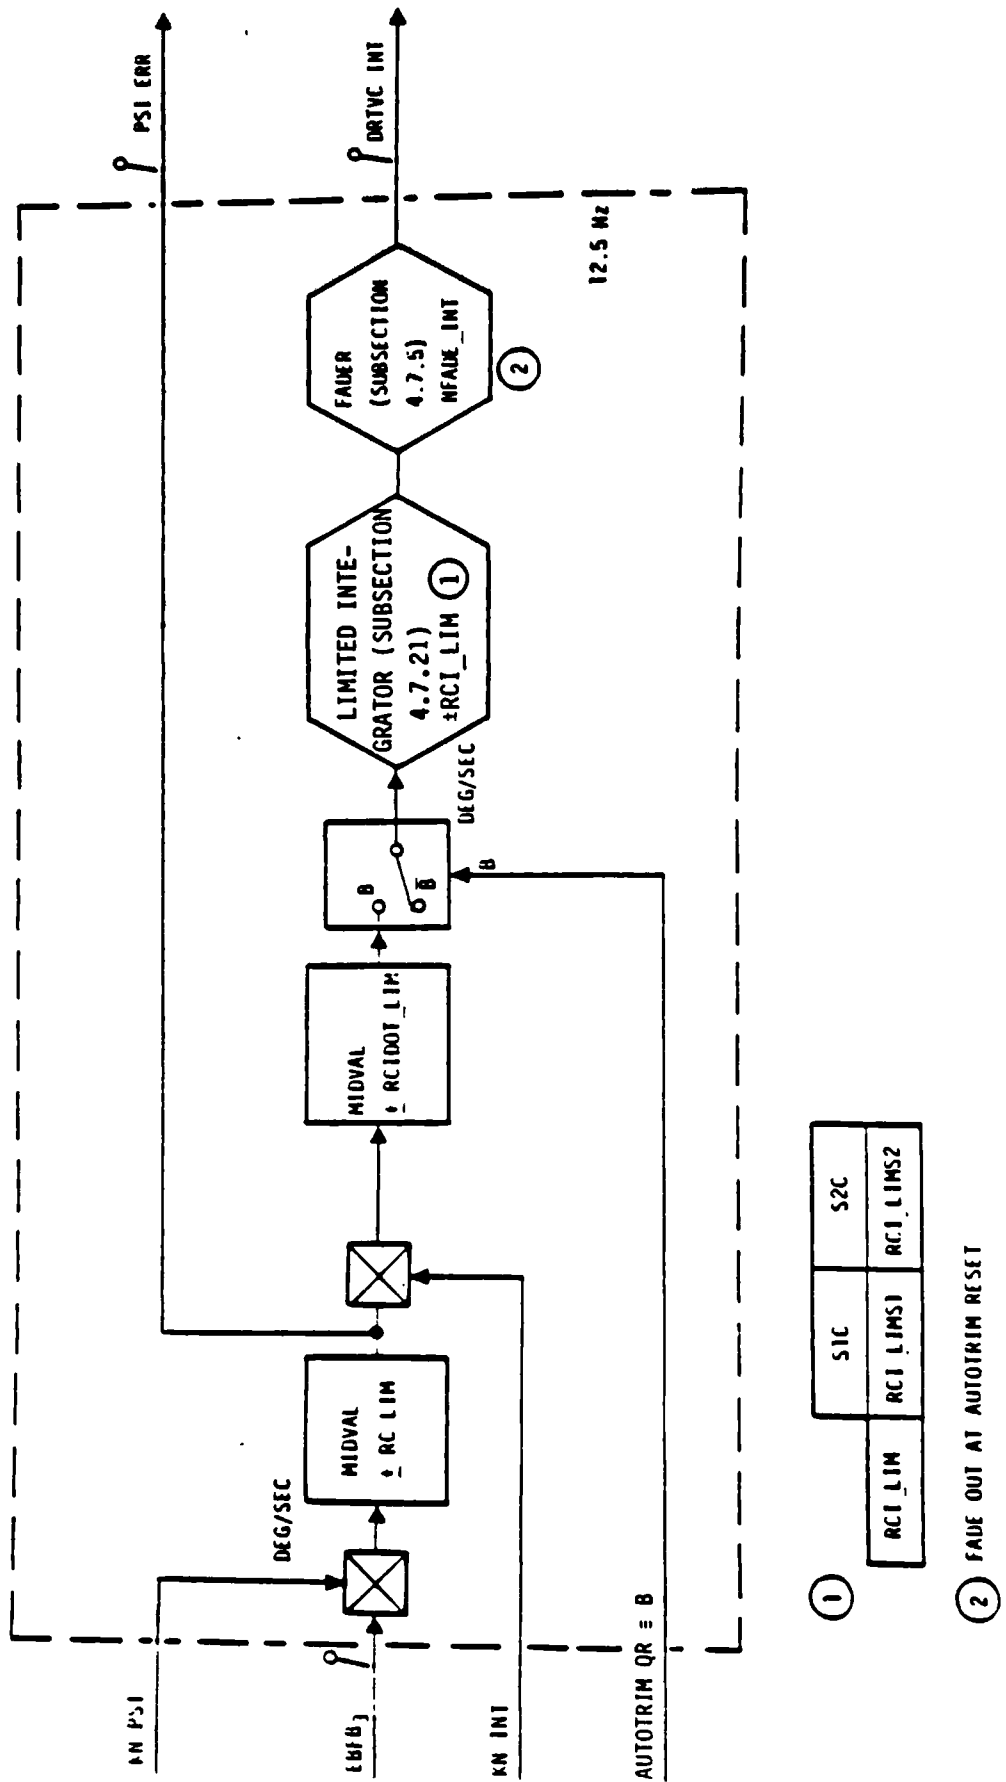 PSI ERR
DRTVC INT
12.5 Hz
FADER
(SUBSECTION
4.7.5)
NFADE_INT
2
LIMITED INTE-
GRATOR (SUBSECTION
4.7.21)
±RCI_LIM 1
DEG/SEC
B
B̅
B
MIDVAL
± RCIDOT_LIM
MIDVAL
± RC LIM
DEG/SEC
KN PSI
KN INT
AUTOTRIM QR ≡ B
1
S1C S2C
RCI_LIM RCI_LIMS1 RCI_LIMS2
2 FADE OUT AT AUTOTRIM RESET